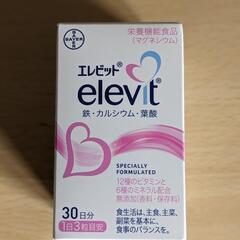 栄養機能食品
(マグネシウム)
BAYER
エレビット
elevit
鉄・カルシウム・葉酸
SPECIALLY
FORMULATED
12種のビタミンと
6種のミネラル配合
無添加(香料・保存料)
30日分
1日3粒目安
食生活は、主食、主菜、
副菜を基本に、
食事のバランスを。